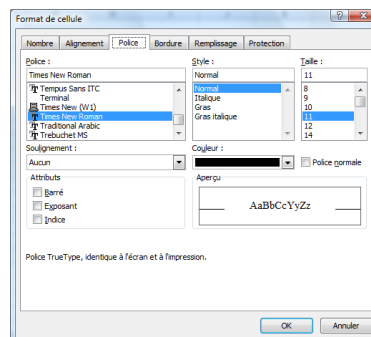 Format de cellule
Nombre Alignement Police Bordure Remplissage Protection
Police : Style : Taille :
Times New Roman Normal 11
Tempus Sans ITC Normal 8
Terminal Italique 9
Times New (W1) Gras 10
Times New Roman Gras italique 11
Traditional Arabic 12
Trebuchet MS 14
Soulignement : Couleur :
Aucun Police normale
Attributs Aperçu
Barré
Exposant AaBbCcYyZz
Indice
Police TrueType, identique à l'écran et à l'impression.
OK Annuler